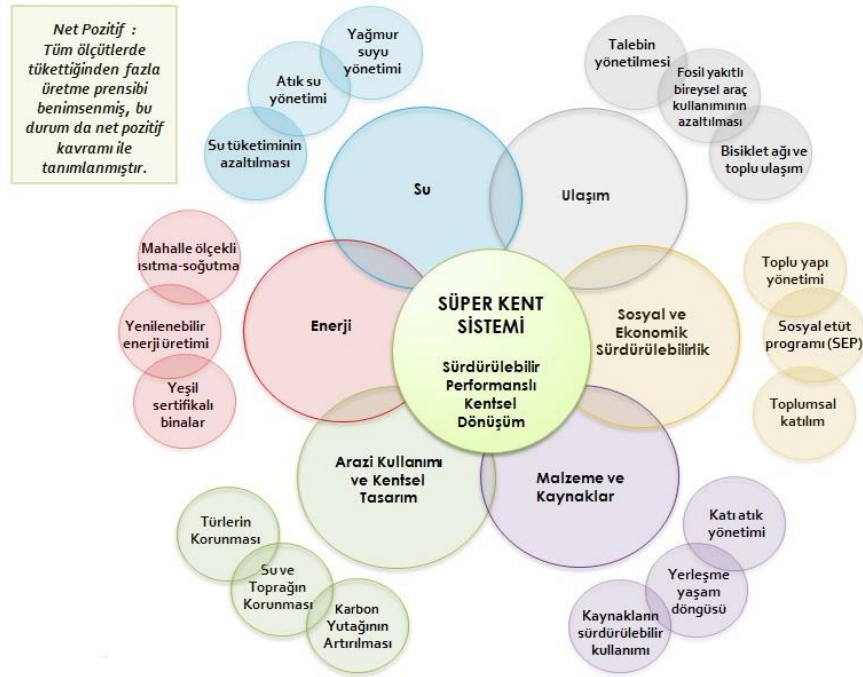 Net Pozitif :
Tüm ölçütlerde
tükettiğinden fazla
üretme prensibi
benimsenmiş, bu
durum da net pozitif
kavramı ile
tanımlanmıştır.
Yağmur
suyu
yönetimi
Atık su
yönetimi
Su tüketiminin
azaltılması
Su
Talebin
yönetilmesi
Fosil yakıtlı
bireysel araç
kullanımının
azaltılması
Bisiklet ağı ve
toplu ulaşım
Ulaşım
Mahalle ölçekli
ısıtma-soğutma
Yenilenebilir
enerji üretimi
Yeşil
sertifikalı
binalar
Enerji
SÜPER KENT
SİSTEMİ
Sürdürülebilir
Performanslı
Kentsel
Dönüşüm
Sosyal ve
Ekonomik
Sürdürülebilirlik
Toplu yapı
yönetimi
Sosyal etüt
programı (SEP)
Toplumsal
katılım
Arazi Kullanımı
ve Kentsel
Tasarım
Malzeme ve
Kaynaklar
Türlerin
Korunması
Su ve
Toprağın
Korunması
Karbon
Yutağının
Artırılması
Katı atık
yönetimi
Yerleşme
yaşam
döngüsü
Kaynakların
sürdürülebilir
kullanımı